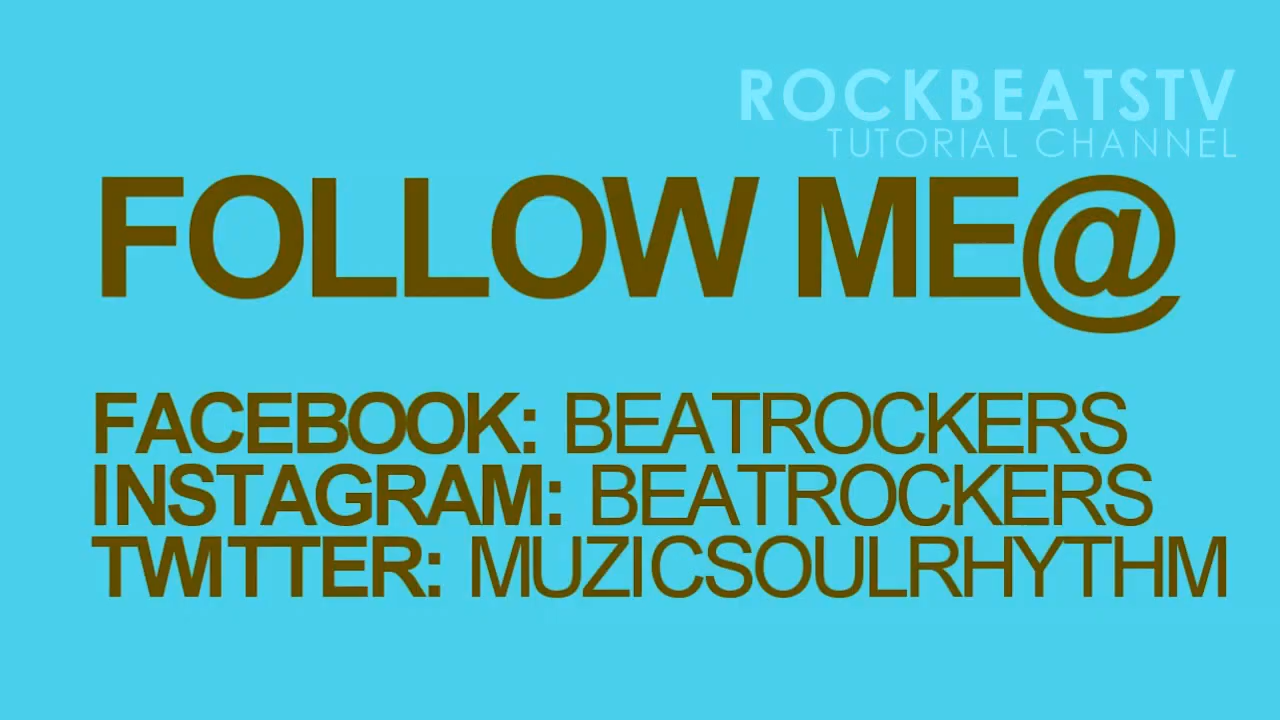 ROCKBEATSTV
TUTORIAL CHANNEL
FOLLOW ME@
FACEBOOK: BEATROCKERS
INSTAGRAM: BEATROCKERS
TWITTER: MUZICSOULRHYTHM